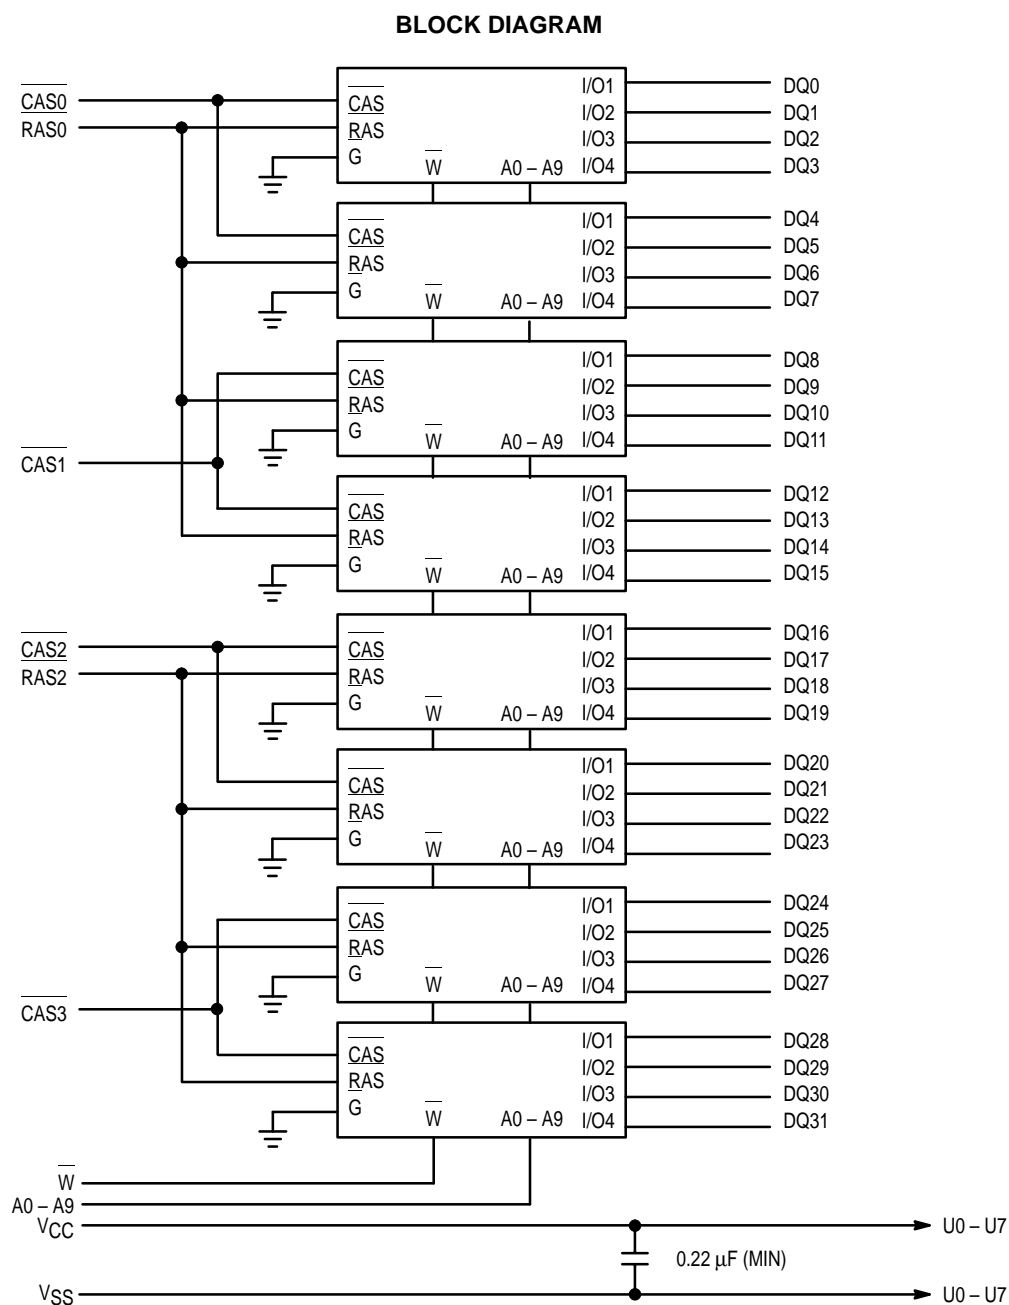 BLOCK DIAGRAM
CAS0
RAS0
CAS
RAS
G
W
A0 – A9
I/O1
I/O2
I/O3
I/O4
DQ0
DQ1
DQ2
DQ3
CAS
RAS
G
W
A0 – A9
I/O1
I/O2
I/O3
I/O4
DQ4
DQ5
DQ6
DQ7
CAS1
CAS
RAS
G
W
A0 – A9
I/O1
I/O2
I/O3
I/O4
DQ8
DQ9
DQ10
DQ11
CAS
RAS
G
W
A0 – A9
I/O1
I/O2
I/O3
I/O4
DQ12
DQ13
DQ14
DQ15
CAS2
RAS2
CAS
RAS
G
W
A0 – A9
I/O1
I/O2
I/O3
I/O4
DQ16
DQ17
DQ18
DQ19
CAS
RAS
G
W
A0 – A9
I/O1
I/O2
I/O3
I/O4
DQ20
DQ21
DQ22
DQ23
CAS3
CAS
RAS
G
W
A0 – A9
I/O1
I/O2
I/O3
I/O4
DQ24
DQ25
DQ26
DQ27
CAS
RAS
G
W
A0 – A9
I/O1
I/O2
I/O3
I/O4
DQ28
DQ29
DQ30
DQ31
W
A0 – A9
VCC
U0 – U7
0.22 μF (MIN)
VSS
U0 – U7